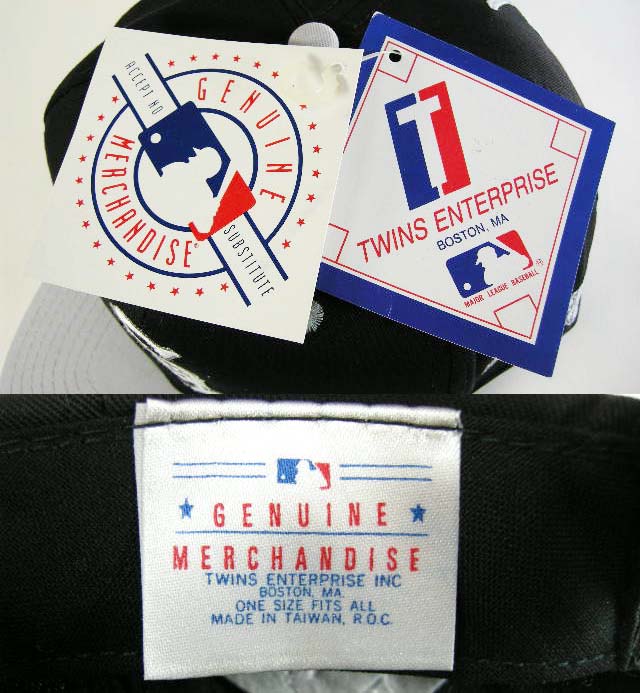 ACCEPT NO
GENUINE
MERCHANDISE
SUBSTITUTE
T
TWINS ENTERPRISE
BOSTON, MA
MAJOR LEAGUE BASEBALL
GENUINE
MERCHANDISE
TWINS ENTERPRISE INC
BOSTON, MA.
ONE SIZE FITS ALL
MADE IN TAIWAN, R.O.C.